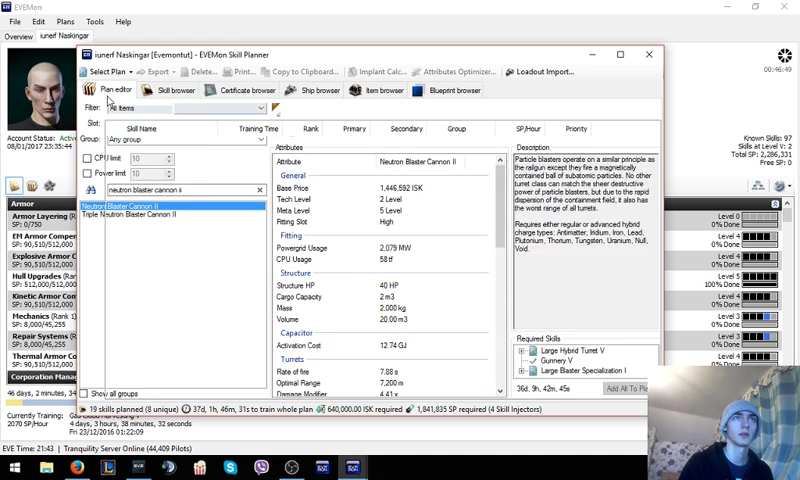 EVEMon
File Edit Plans Tools Help
Overview iunerf Naskingar
iunerf Naskingar [Evemontut] - EVEMon Skill Planner
Select Plan Export Delete... Print... Copy to Clipboard... Implant Calc... Attributes Optimizer... Loadout Import...
Plan editor Skill browser Certificate browser Ship browser Item browser Blueprint browser
00:46:49
Filter: All items
Slot:
Skill Name Training Time Rank Primary Secondary Group SP/Hour Priority
Group: Any group
CPU limit 10
Power limit 10
neutron blaster cannon ii
Neutron Blaster Cannon II
Triple Neutron Blaster Cannon II
Show all groups
Attributes
Attribute Neutron Blaster Cannon II
General
Base Price 1,446,592 ISK
Tech Level 2 Level
Meta Level 5 Level
Fitting Slot High
Fitting
Powergrid Usage 2,079 MW
CPU Usage 58 tf
Structure
Structure HP 40 HP
Cargo Capacity 2 m3
Mass 2,000 kg
Volume 20.00 m3
Capacitor
Activation Cost 12.74 GJ
Turrets
Rate of fire 7.88 s
Optimal Range 7,200 m
Accuracy Falloff
Description
Particle blasters operate on a similar principle as
the railgun except they fire a magnetically
contained ball of subatomic particles. No other
turret class can match the sheer destructive
power of particle blasters, but due to the rapid
dispersion of the containment field, it also has
the worst range of all turrets.
Requires either regular or advanced hybrid
charge types: Antimatter, Iridium, Iron, Lead,
Plutonium, Thorium, Tungsten, Uranium, Null,
Void.
Required Skills
Large Hybrid Turret V
Gunnery V
Large Blaster Specialization I
36d, 9h, 42m, 45s Add All To
19 skills planned (8 unique) 37d, 1h, 46m, 31s to train whole plan 640,000.00 ISK required 1,841,835 SP required (4 Skill Injectors)
Account Status: Active
08/01/2017 23:35:44
Known Skills: 97
Skills at Level V: 2
Total SP: 2,286,331
Armor
Armor Layering
SP: 0/750
Level 0
0% Done
EM Armor Compen
SP: 90,510/512,000
Level 4
0% Done
Explosive Armor
SP: 90,510/512,000
Level 4
0% Done
Hull Upgrades
SP: 512,000/512,000
Level 5
100% Done
Kinetic Armor Com
SP: 90,510/512,000
Level 4
0% Done
Mechanics (Rank 1)
SP: 8,000/45,255
Level 3
0% Done
Repair Systems
SP: 8,000/45,255
Level 3
0% Done
Thermal Armor
SP: 90,510/512,000
Level 4
0% Done
Corporation Manag
46 days, 2 minutes, 34
Currently Training:
2070 SP/Hour 4 days, 3 hours, 38 minutes, 32 seconds
Fri 23/12/2016 01:22:09
EVE Time: 21:43 Tranquility Server Online (44,409 Pilots)